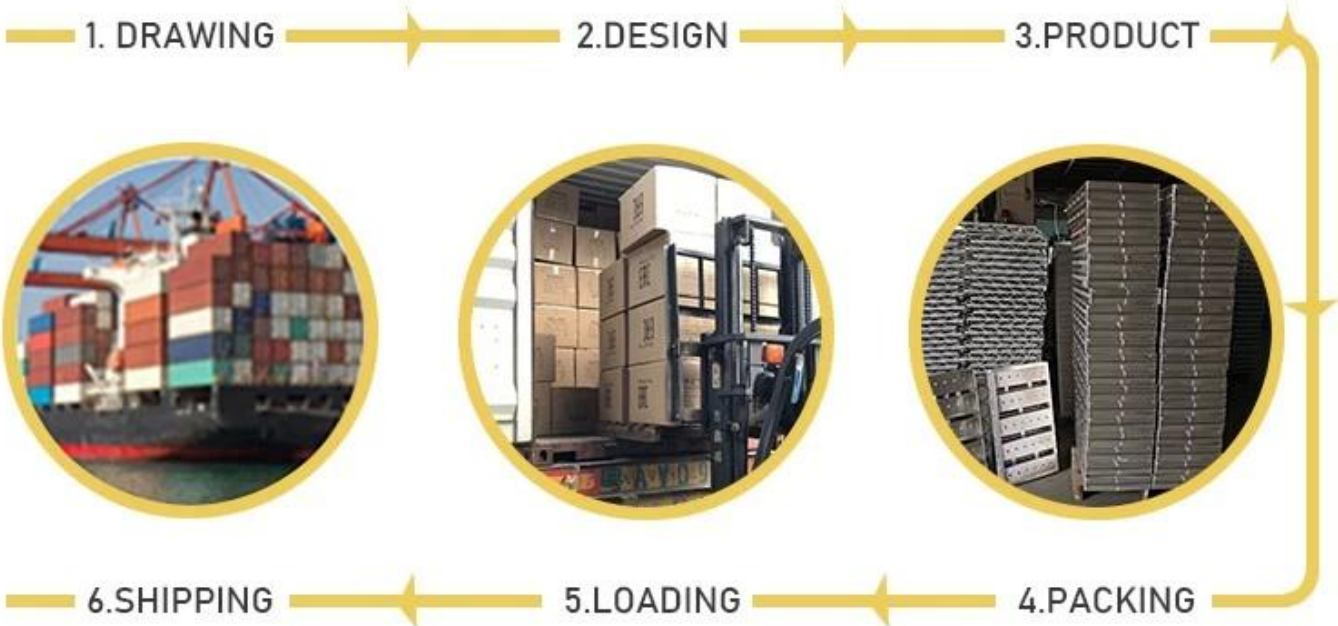 1. DRAWING
2.DESIGN
3.PRODUCT
4.PACKING
5.LOADING
6.SHIPPING